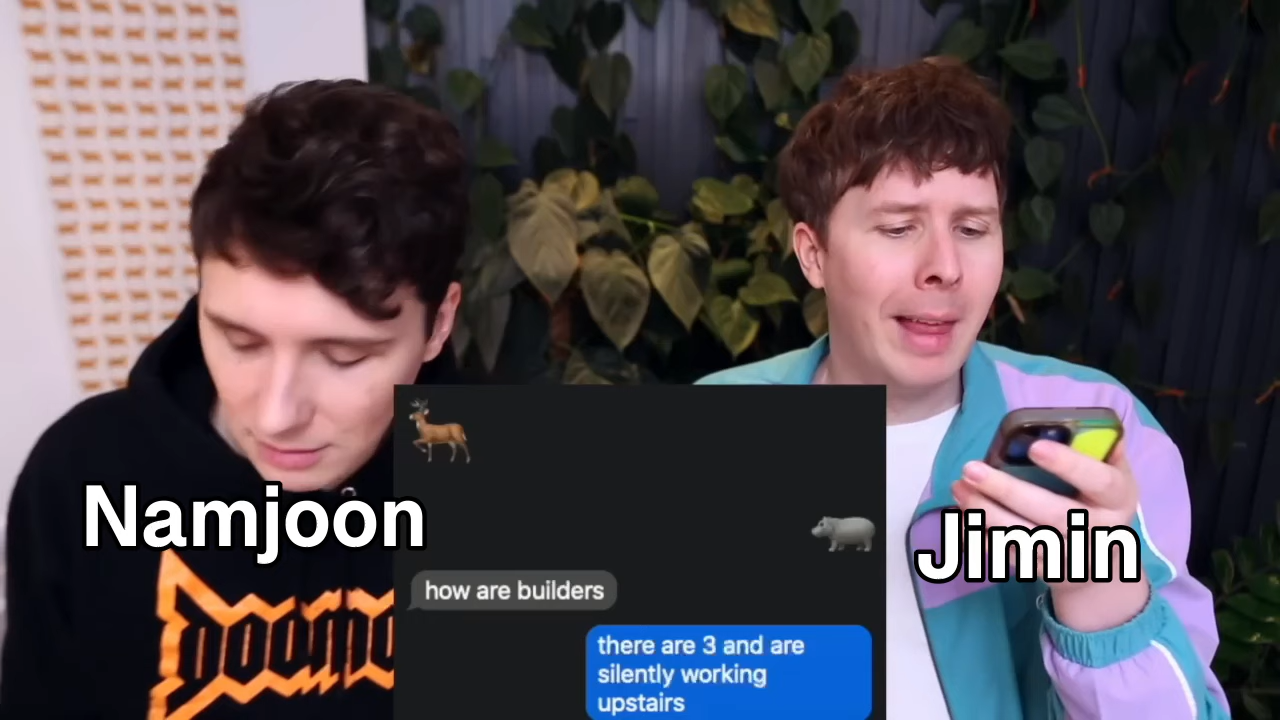 Namjoon
Jimin
how are builders
there are 3 and are
silently working
upstairs